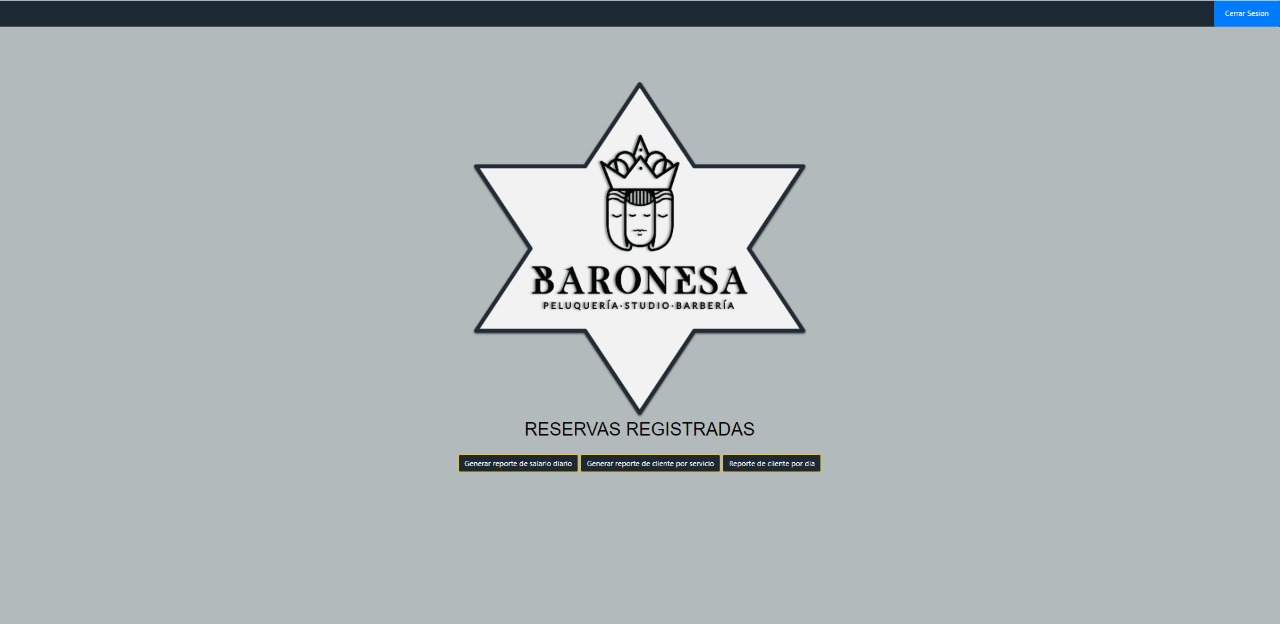 Cerrar Sesion
BARONESA
PELUQUERÍA·STUDIO·BARBERÍA
RESERVAS REGISTRADAS
Generar reporte de salario diario
Generar reporte de cliente por servicio
Reporte de cliente por dia